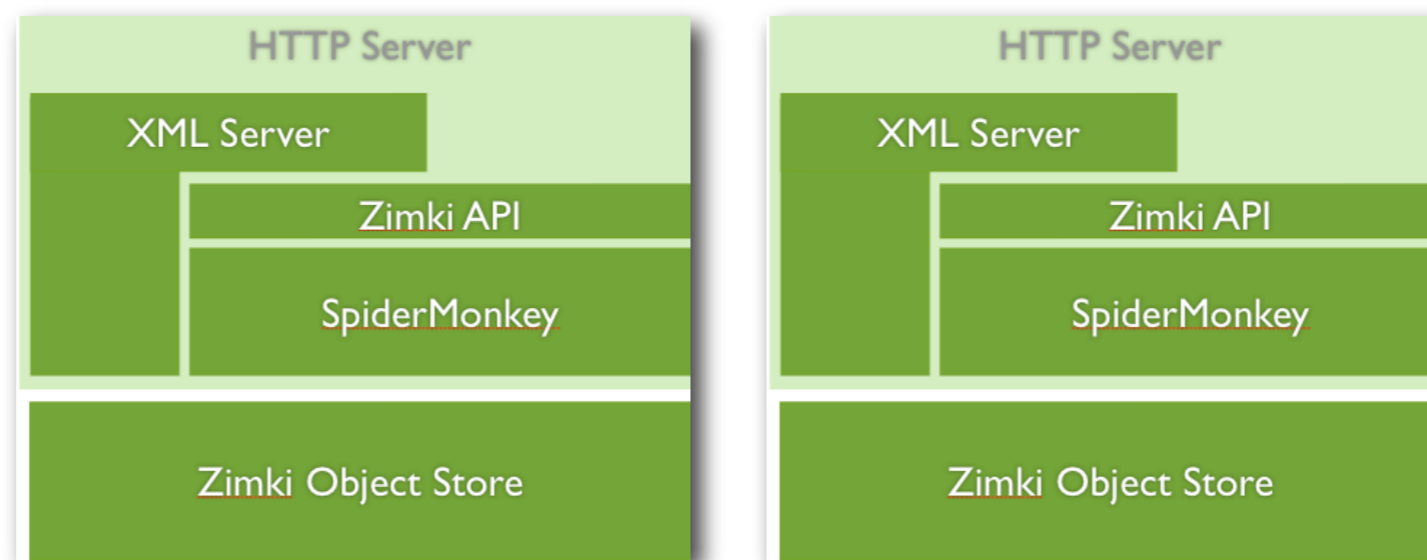 HTTP Server
XML Server
Zimki API
SpiderMonkey
Zimki Object Store
HTTP Server
XML Server
Zimki API
SpiderMonkey
Zimki Object Store